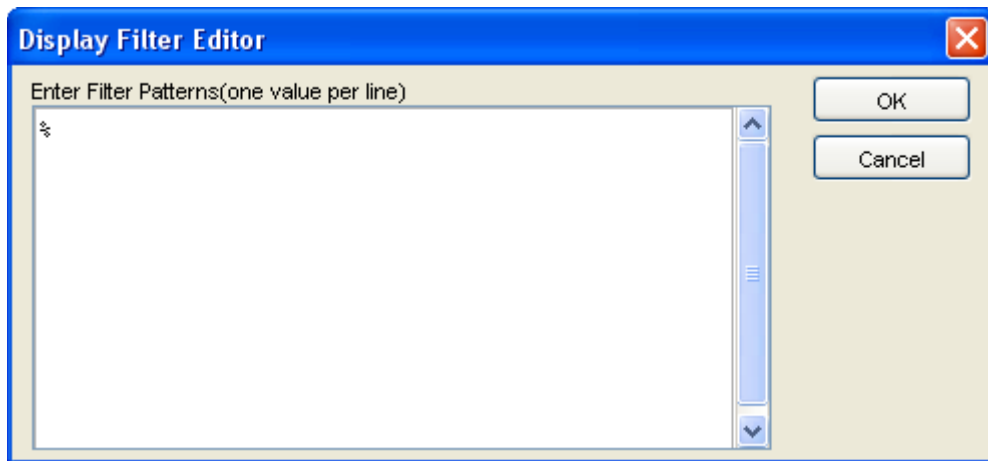 Display Filter Editor
Enter Filter Patterns(one value per line)
OK
%
Cancel